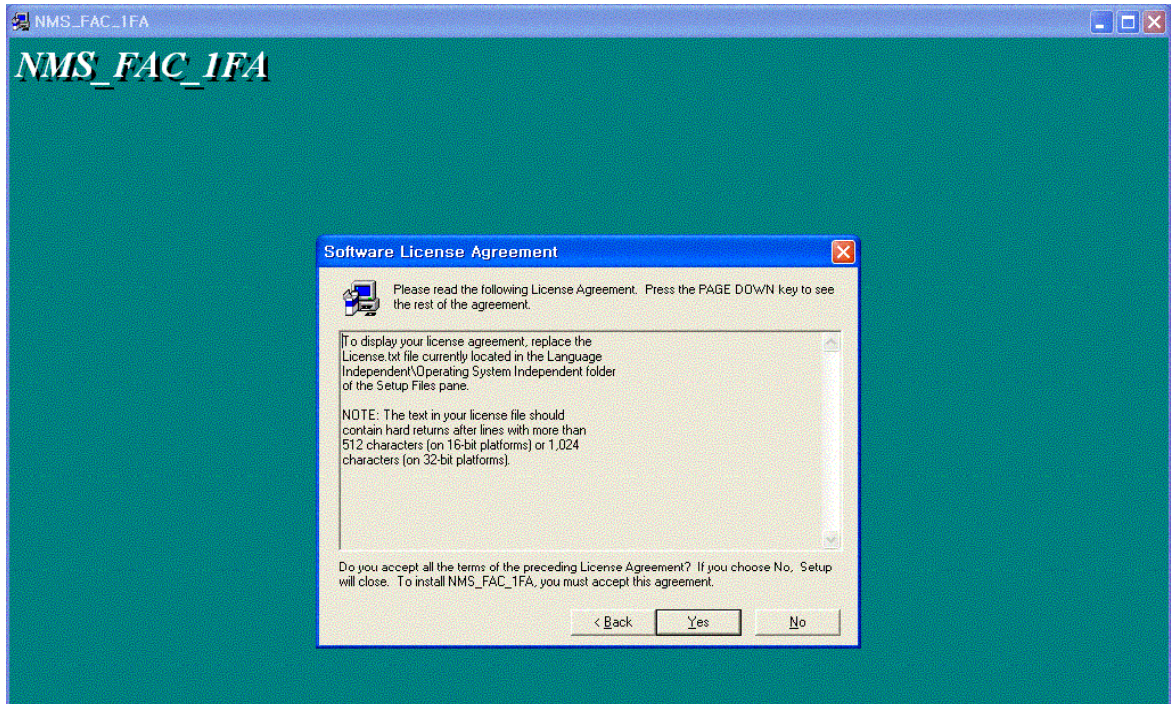 NMS_FAC_1FA
NMS_FAC_1FA
Software License Agreement
Please read the following License Agreement. Press the PAGE DOWN key to see
the rest of the agreement.
To display your license agreement, replace the
License.txt file currently located in the Language
Independent\Operating System Independent folder
of the Setup Files pane.
NOTE: The text in your license file should
contain hard returns after lines with more than
512 characters (on 16-bit platforms) or 1,024
characters (on 32-bit platforms).
Do you accept all the terms of the preceding License Agreement? If you choose No, Setup
will close. To install NMS_FAC_1FA, you must accept this agreement.
< Back Yes No